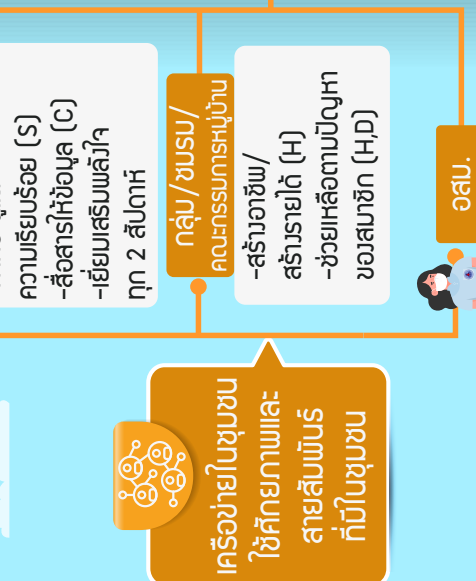 ความเรียบร้อย (S)
-สื่อสารให้ข้อมูล (C)
-เยี่ยมเสริมพลังใจ
ทุก 2 สัปดาห์
กลุ่ม/ชมรม/
คณะกรรมการหมู่บ้าน
-สร้างอาชีพ/
สร้างรายได้ (H)
-ช่วยเหลือตามปัญหา
ของสมาชิก (H,D)
อสม.
เครือข่ายในชุมชน
ใช้ศักยภาพและ
สายสัมพันธ์
ที่มีในชุมชน